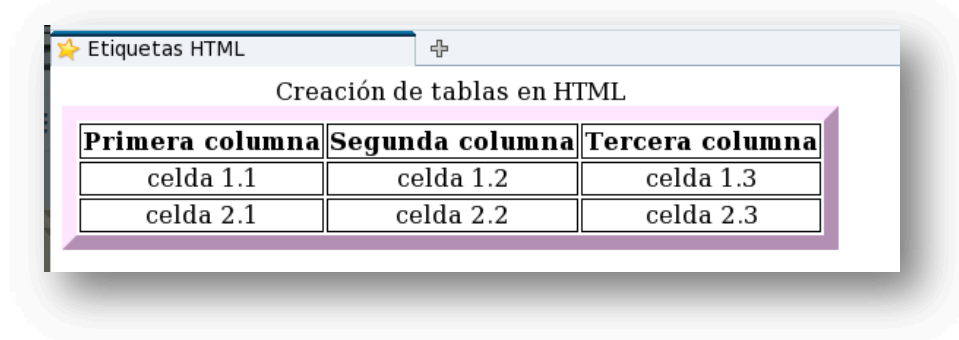 Etiquetas HTML
Creación de tablas en HTML
Primera columna Segunda columna Tercera columna
celda 1.1 celda 1.2 celda 1.3
celda 2.1 celda 2.2 celda 2.3